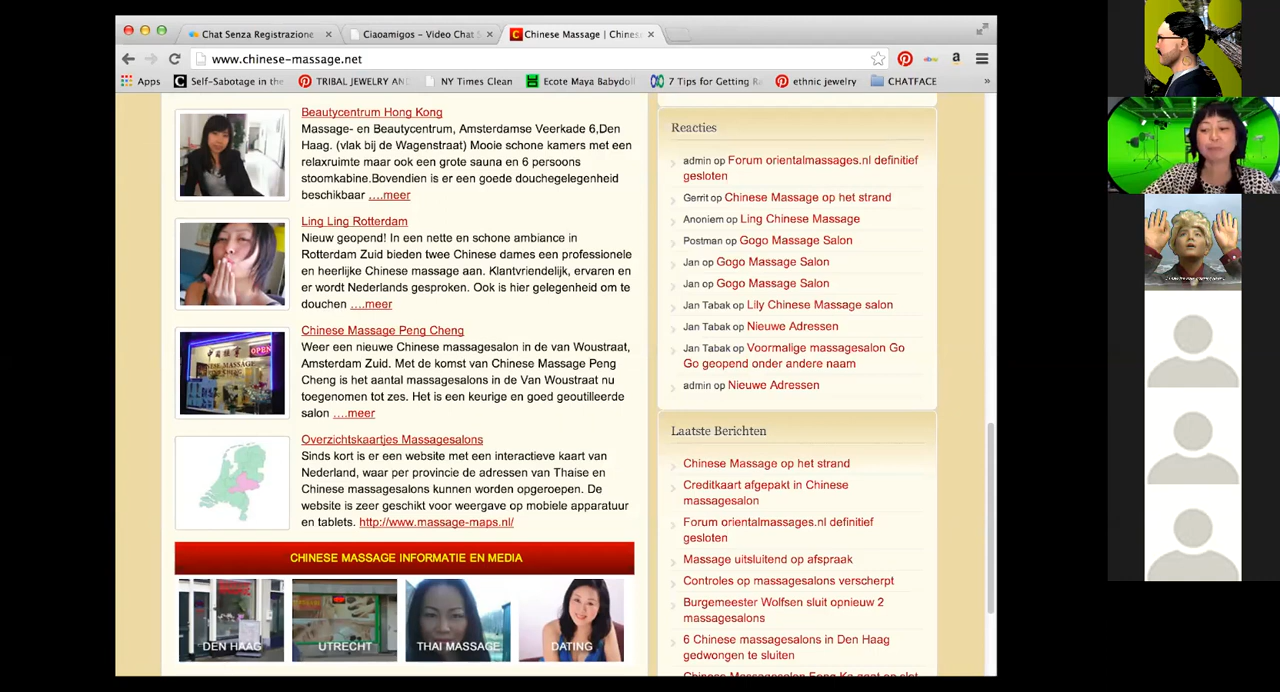 Chat Senza Registrazione
Ciaoamigos - Video Chat S
Chinese Massage | Chines
www.chinese-massage.net
Apps
Self-Sabotage in the
TRIBAL JEWELRY AND
NY Times Clean
Ecote Maya Babydoll
7 Tips for Getting Ra
ethnic jewelry
CHATFACE
»
Beautycentrum Hong Kong
Massage- en Beautycentrum, Amsterdamse Veerkade 6,Den
Haag. (vlak bij de Wagenstraat) Mooie schone kamers met een
relaxruimte maar ook een grote sauna en 6 persoons
stoomkabine.Bovendien is er een goede douchegelegenheid
beschikbaar ….meer
Ling Ling Rotterdam
Nieuw geopend! In een nette en schone ambiance in
Rotterdam Zuid bieden twee Chinese dames een professionele
en heerlijke Chinese massage aan. Klantvriendelijk, ervaren en
er wordt Nederlands gesproken. Ook is hier gelegenheid om te
douchen ….meer
Chinese Massage Peng Cheng
Weer een nieuwe Chinese massagesalon in de van Woustraat,
Amsterdam Zuid. Met de komst van Chinese Massage Peng
Cheng is het aantal massagesalons in de Van Woustraat nu
toegenomen tot zes. Het is een keurige en goed geoutilleerde
salon ….meer
OPEN
Overzichtskaartjes Massagesalons
Sinds kort is er een website met een interactieve kaart van
Nederland, waar per provincie de adressen van Thaise en
Chinese massagesalons kunnen worden opgeroepen. De
website is zeer geschikt voor weergave op mobiele apparatuur
en tablets. http://www.massage-maps.nl/
CHINESE MASSAGE INFORMATIE EN MEDIA
DEN HAAG
UTRECHT
THAI MASSAGE
DATING
Reacties
admin op Forum orientalmassages.nl definitief
gesloten
Gerrit op Chinese Massage op het strand
Anoniem op Ling Chinese Massage
Postman op Gogo Massage Salon
Jan op Gogo Massage Salon
Jan op Gogo Massage Salon
Jan Tabak op Lily Chinese Massage salon
Jan Tabak op Nieuwe Adressen
Jan Tabak op Voormalige massagesalon Go
Go geopend onder andere naam
admin op Nieuwe Adressen
Laatste Berichten
Chinese Massage op het strand
Creditkaart afgepakt in Chinese
massagesalon
Forum orientalmassages.nl definitief
gesloten
Massage uitsluitend op afspraak
Controles op massagesalons verscherpt
Burgemeester Wolfsen sluit opnieuw 2
massagesalons
6 Chinese massagesalons in Den Haag
gedwongen te sluiten